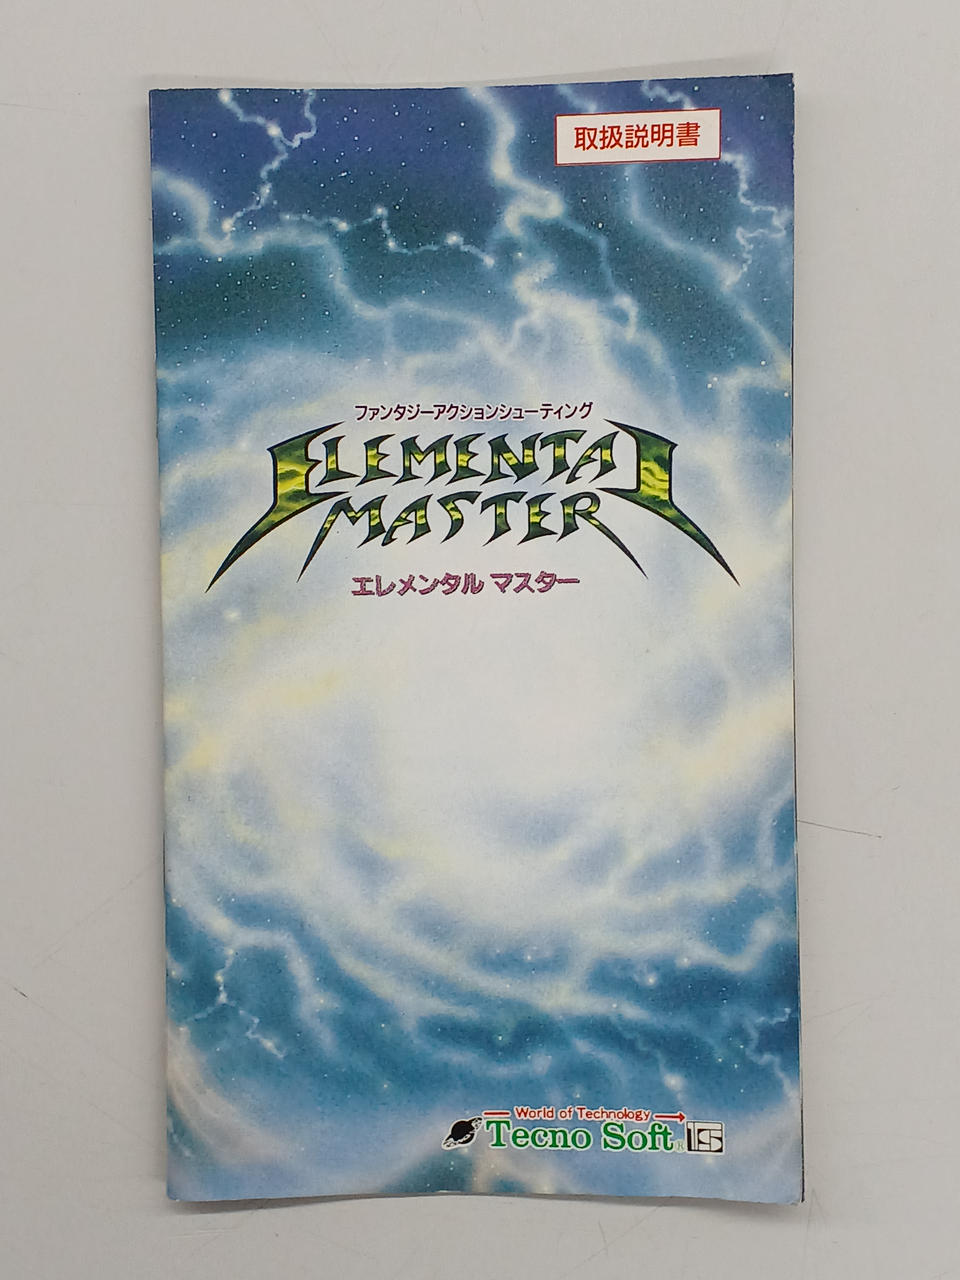 取扱説明書
ファンタジーアクションシューティング
ELEMENTAL
MASTER
エレメンタル マスター
World of Technology
Tecno Soft®